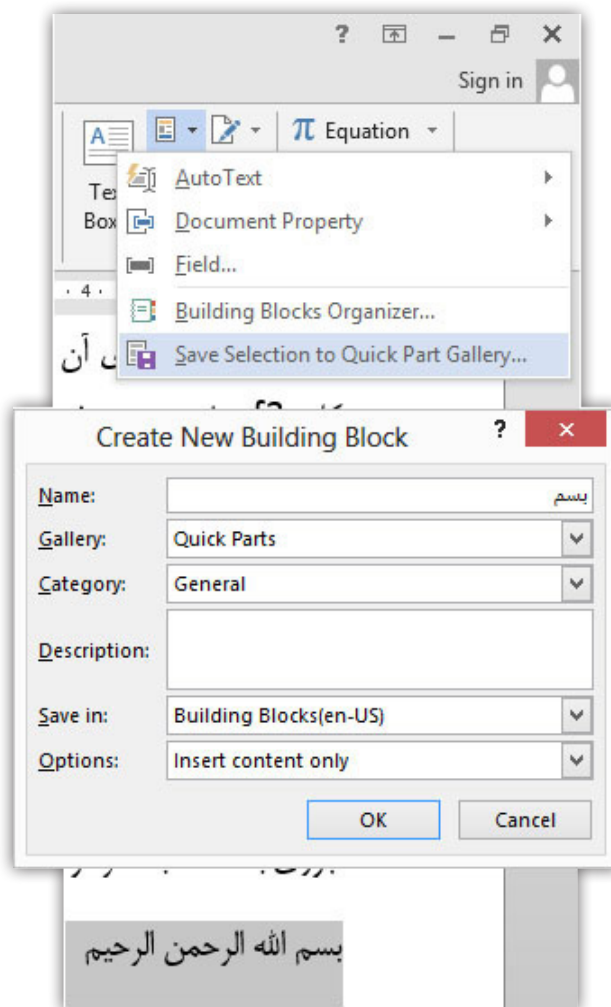 ?
Sign in
A
Equation
Text
Box
AutoText
Document Property
Field...
4
Building Blocks Organizer...
Save Selection to Quick Part Gallery...
آن
Create New Building Block
?
Name:
بسم
Gallery:
Quick Parts
Category:
General
Description:
Save in:
Building Blocks(en-US)
Options:
Insert content only
OK
Cancel
بسم الله الرحمن الرحيم